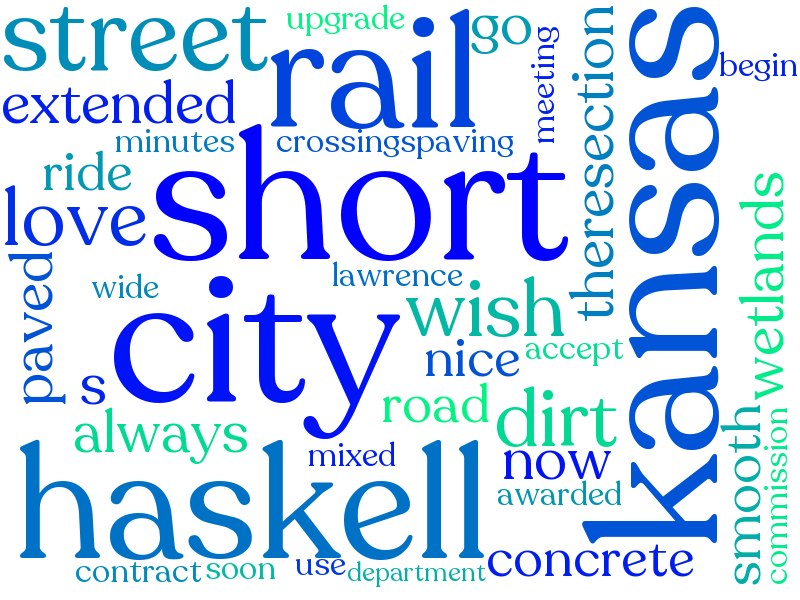 street
rail
upgrade
go
meeting
theresection
kansas
begin
extended
minutes
crossingspaving
short
ride
love
paved
wide
lawrence
city
wish
nice
accept
wetlands
s
always
road
dirt
haskell
mixed
now
awarded
smooth
commission
contract
soon
use
department
concrete